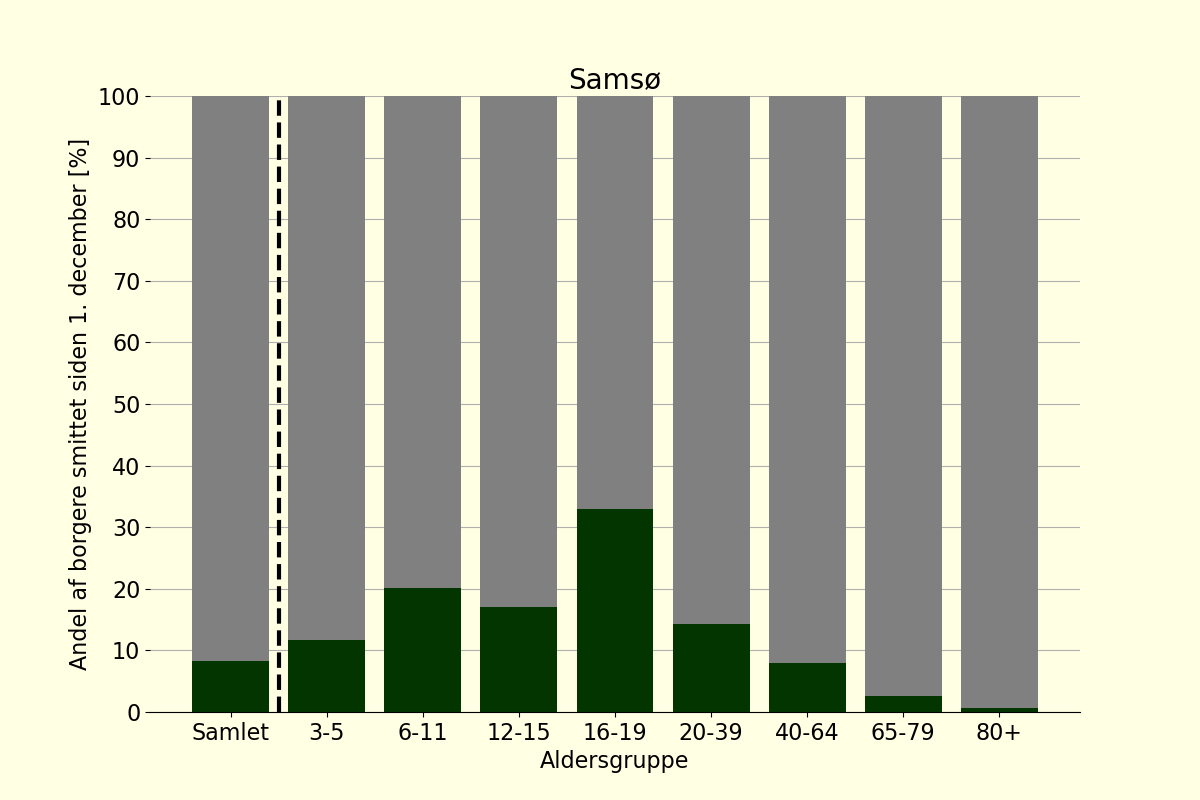 Samsø
Andel af borgere smittet siden 1. december [%]
100
90
80
70
60
50
40
30
20
10
0
Samlet 3-5 6-11 12-15 16-19 20-39 40-64 65-79 80+
Aldersgruppe